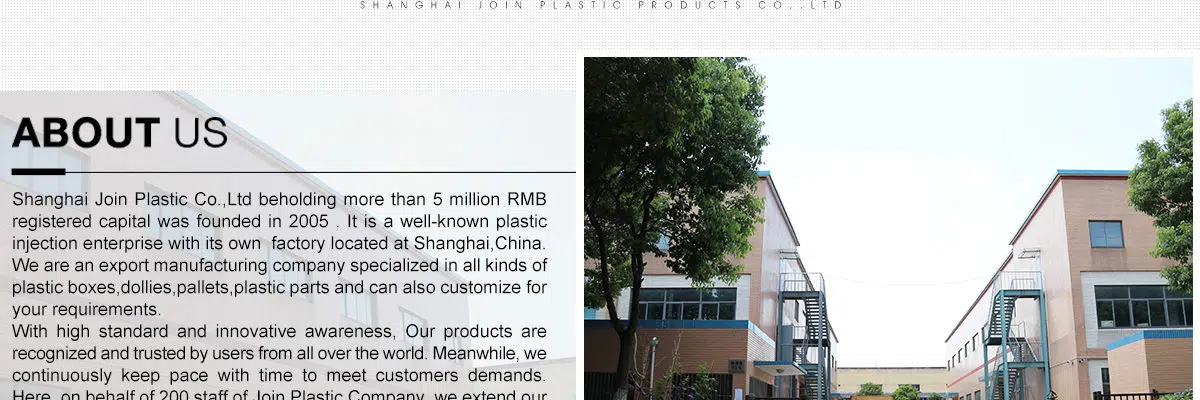 SHANGHAI JOIN PLASTIC PRODUCTS CO.,LTD
ABOUT US
Shanghai Join Plastic Co.,Ltd beholding more than 5 million RMB
registered capital was founded in 2005 . It is a well-known plastic
injection enterprise with its own factory located at Shanghai,China.
We are an export manufacturing company specialized in all kinds of
plastic boxes,dollies,pallets,plastic parts and can also customize for
your requirements.
With high standard and innovative awareness, Our products are
recognized and trusted by users from all over the world. Meanwhile, we
continuously keep pace with time to meet customers demands.
Here, on behalf of 200 staff of Join Plastic Company, we extend our